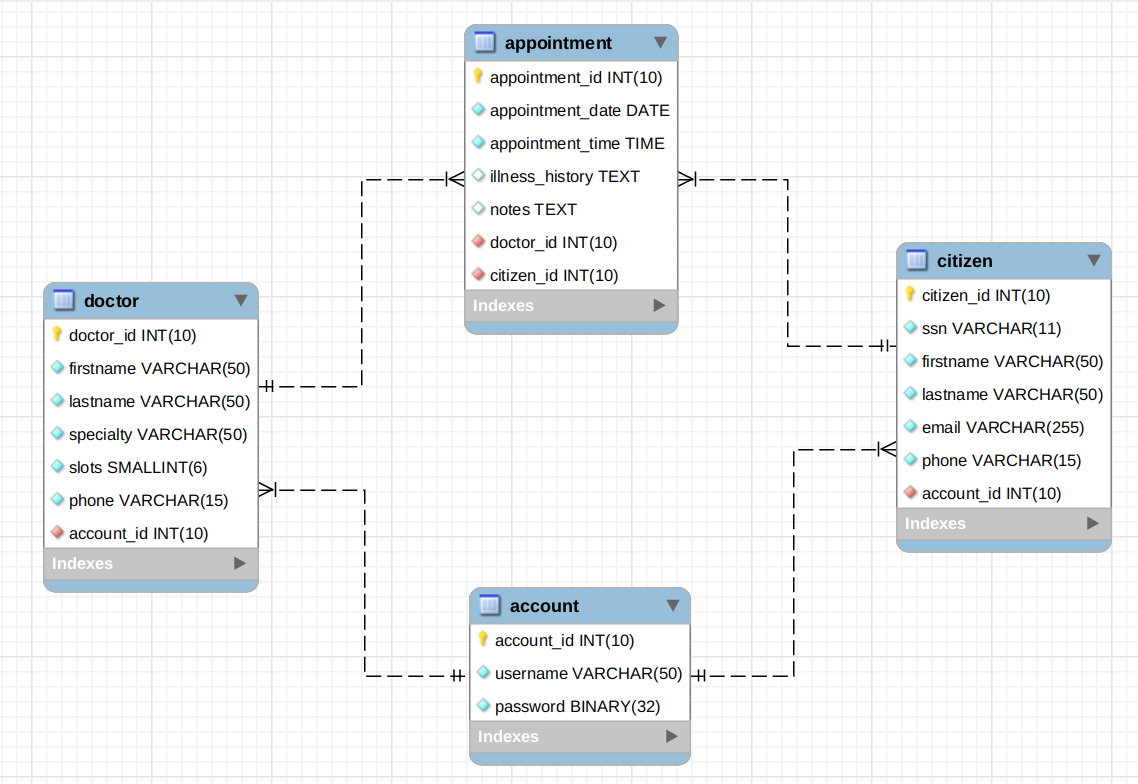 appointment
appointment_id INT(10)
appointment_date DATE
appointment_time TIME
illness_history TEXT
notes TEXT
doctor_id INT(10)
citizen_id INT(10)
Indexes
doctor
doctor_id INT(10)
firstname VARCHAR(50)
lastname VARCHAR(50)
specialty VARCHAR(50)
slots SMALLINT(6)
phone VARCHAR(15)
account_id INT(10)
Indexes
citizen
citizen_id INT(10)
ssn VARCHAR(11)
firstname VARCHAR(50)
lastname VARCHAR(50)
email VARCHAR(255)
phone VARCHAR(15)
account_id INT(10)
Indexes
account
account_id INT(10)
username VARCHAR(50)
password BINARY(32)
Indexes